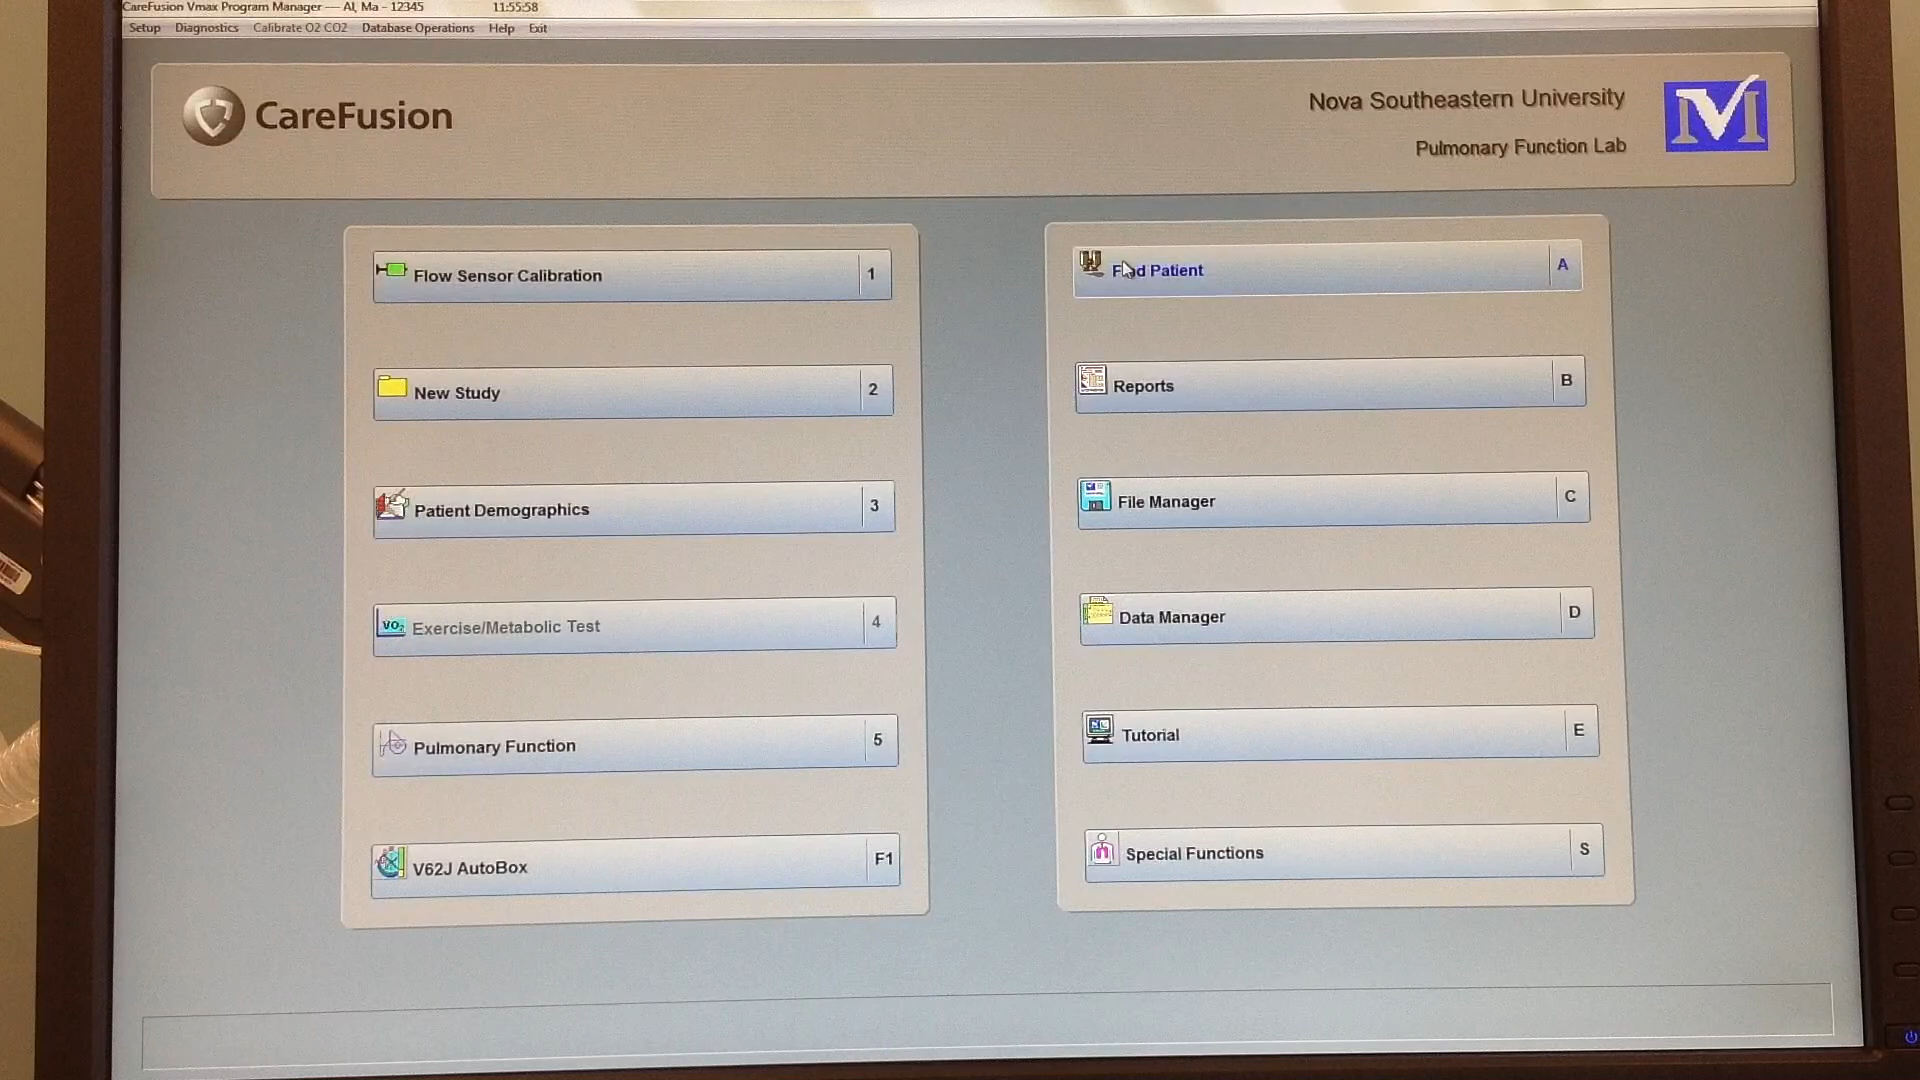 CareFusion Vmax Program Manager --- Al, Ma - 12345 11:55:58
Setup Diagnostics Calibrate O2 CO2 Database Operations Help Exit
CareFusion
Nova Southeastern University
Pulmonary Function Lab
VM
Flow Sensor Calibration 1
New Study 2
Patient Demographics 3
VO2 Exercise/Metabolic Test 4
Pulmonary Function 5
V62J AutoBox F1
Find Patient A
Reports B
File Manager C
Data Manager D
Tutorial E
Special Functions S